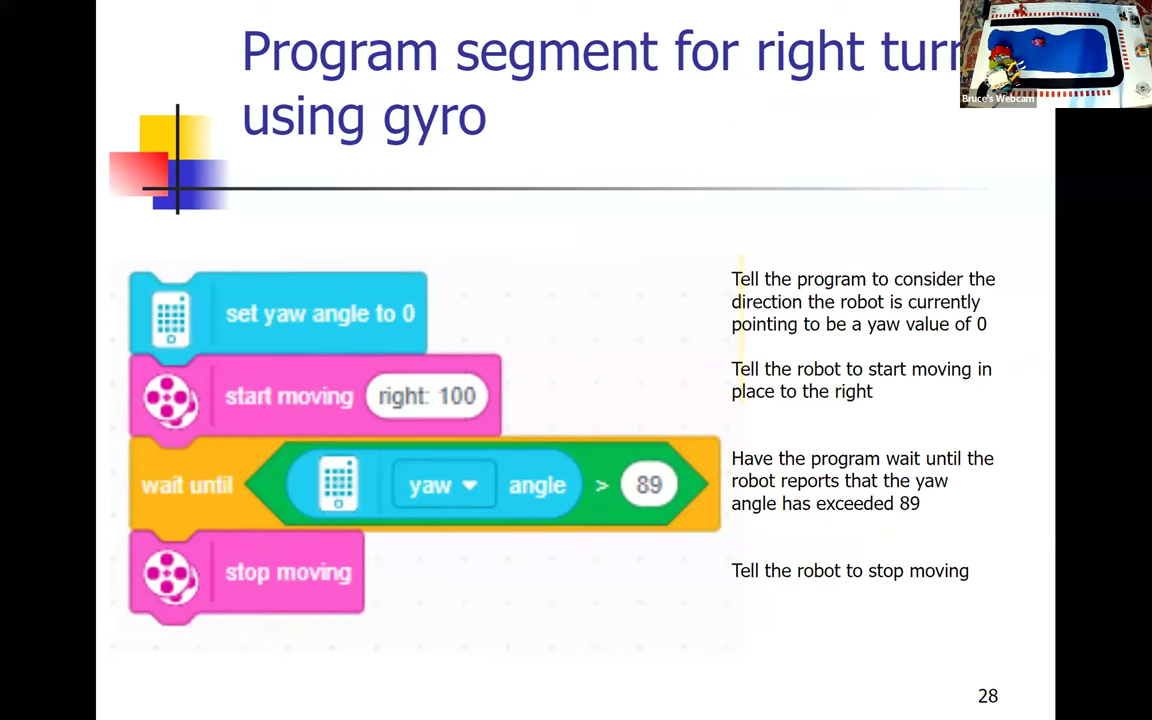 Program segment for right turn
using gyro
Bruce's Webcam
set yaw angle to 0
Tell the program to consider the
direction the robot is currently
pointing to be a yaw value of 0
start moving right: 100
Tell the robot to start moving in
place to the right
wait until yaw angle > 89
Have the program wait until the
robot reports that the yaw
angle has exceeded 89
stop moving
Tell the robot to stop moving
28